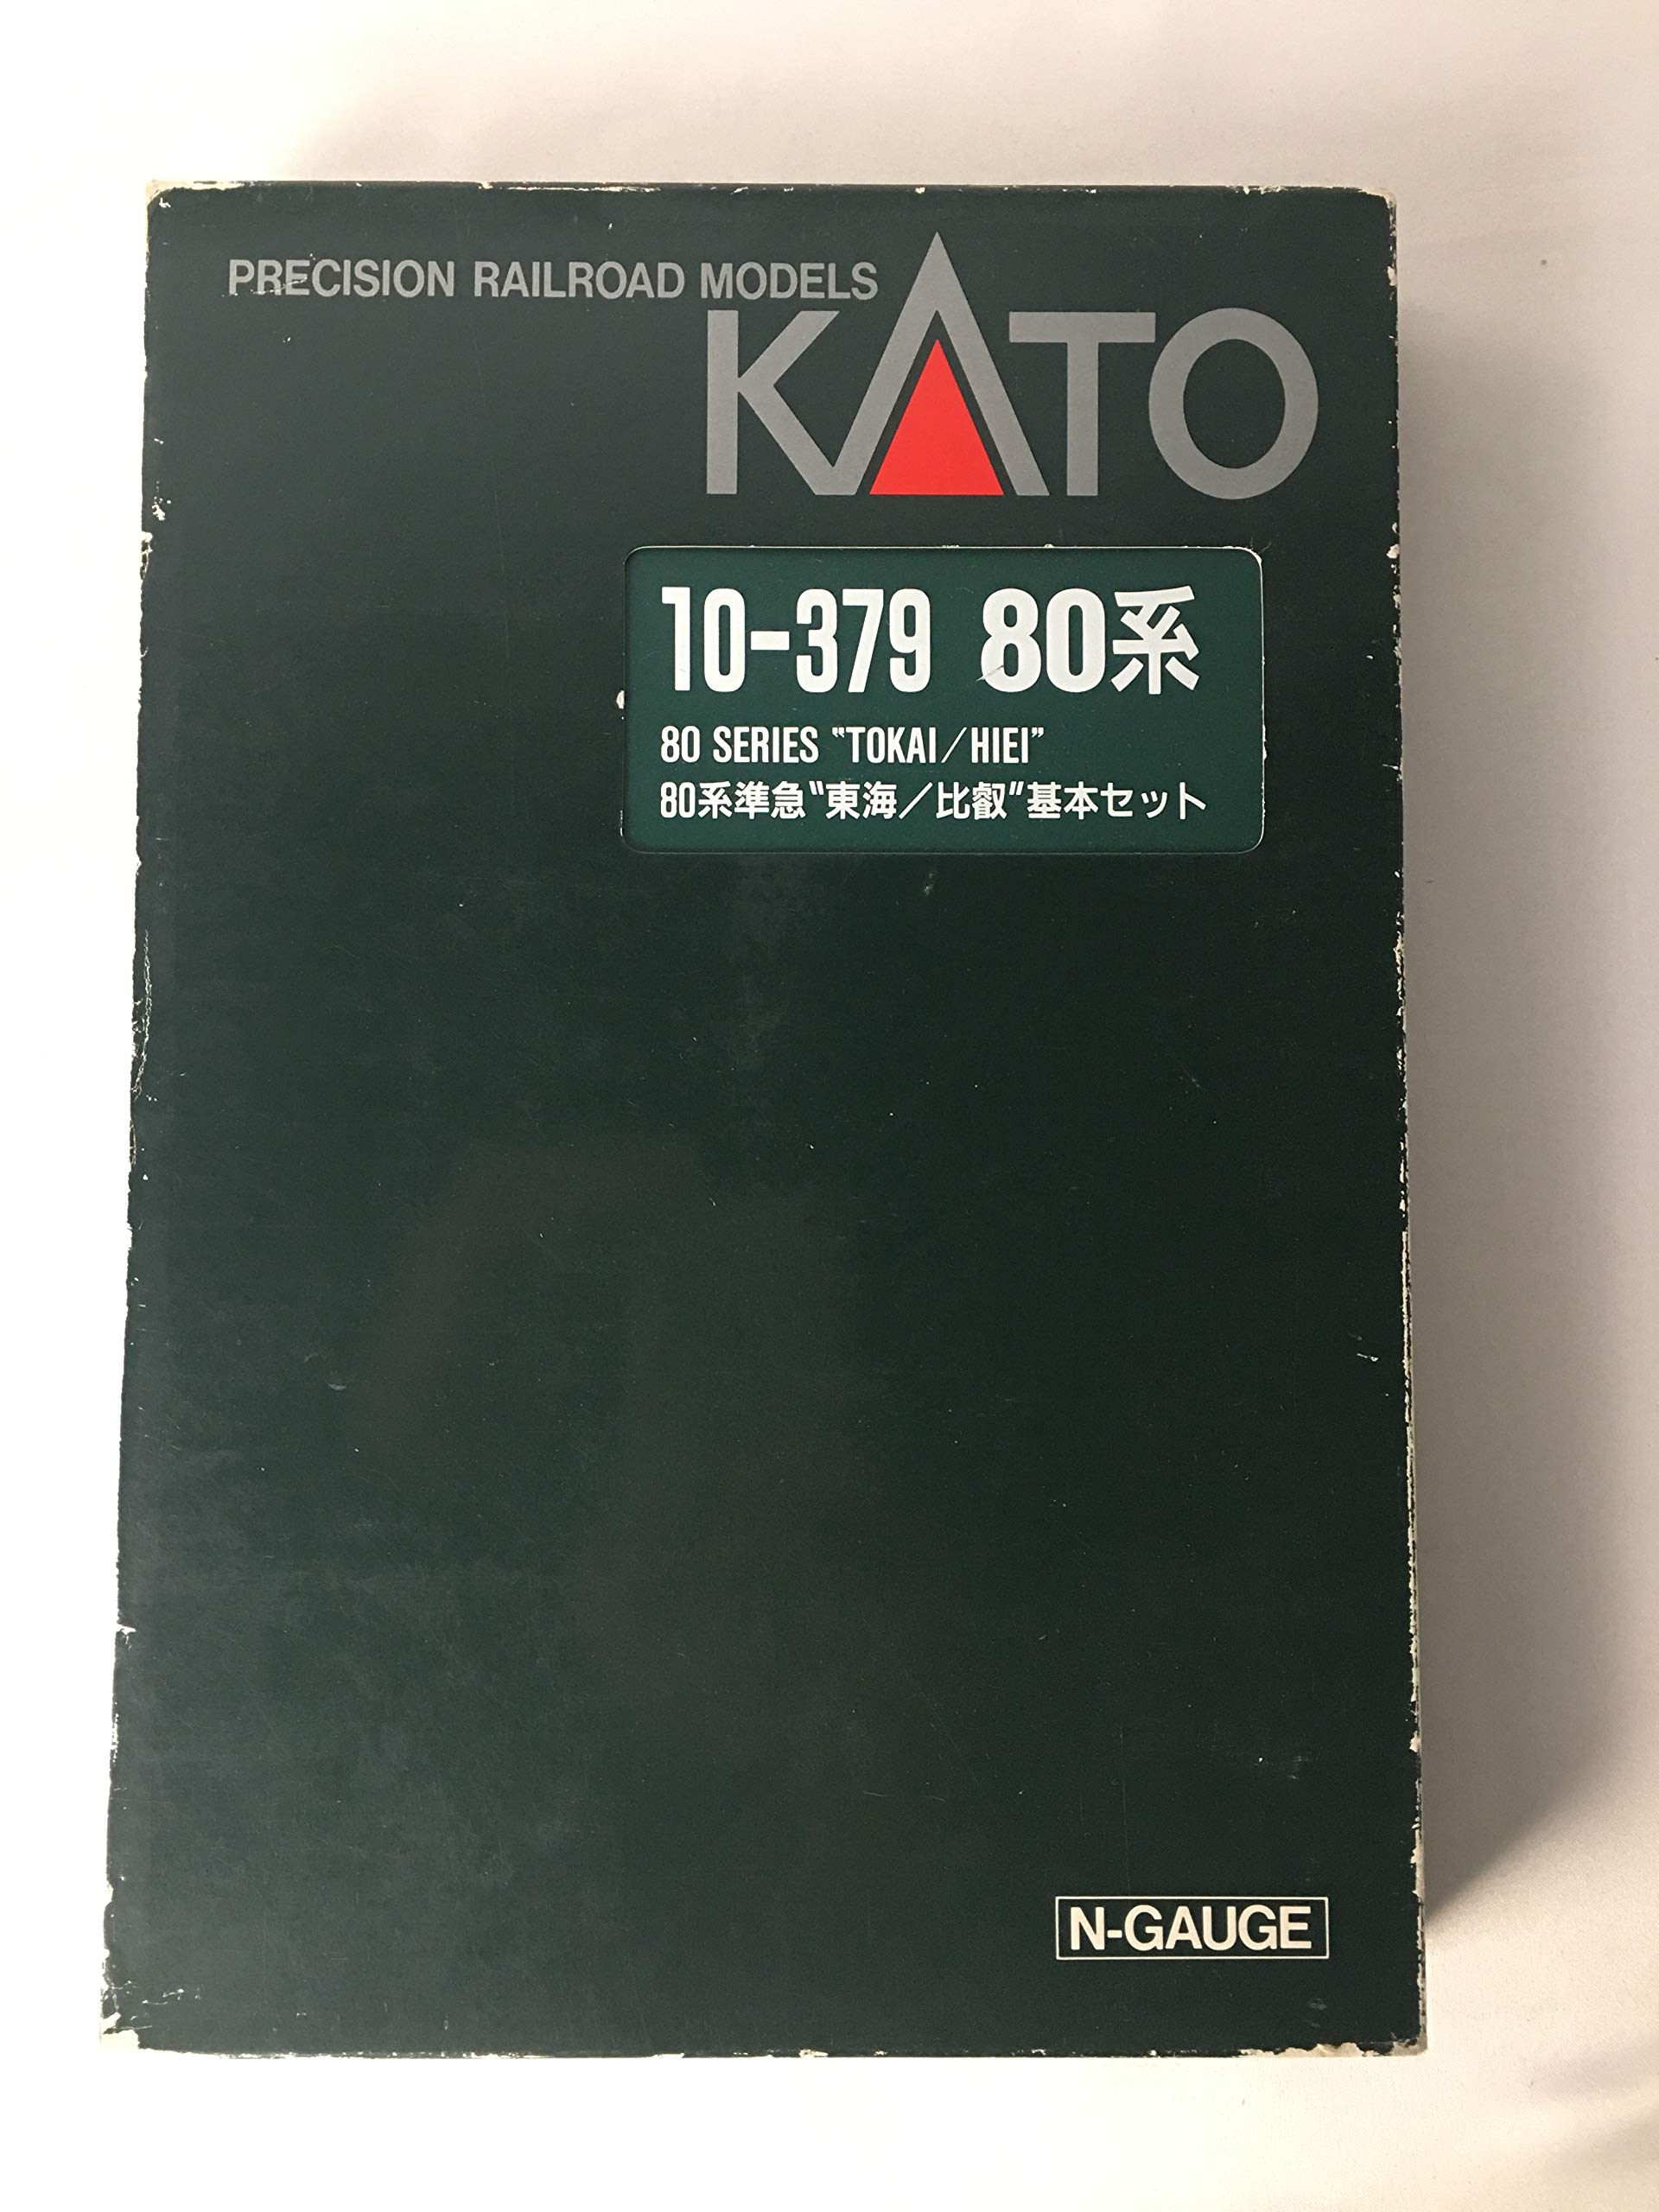 PRECISION RAILROAD MODELS
KATO
10-379 80系
80 SERIES "TOKAI/HIEI"
80系準急"東海/比叡"基本セット
N-GAUGE